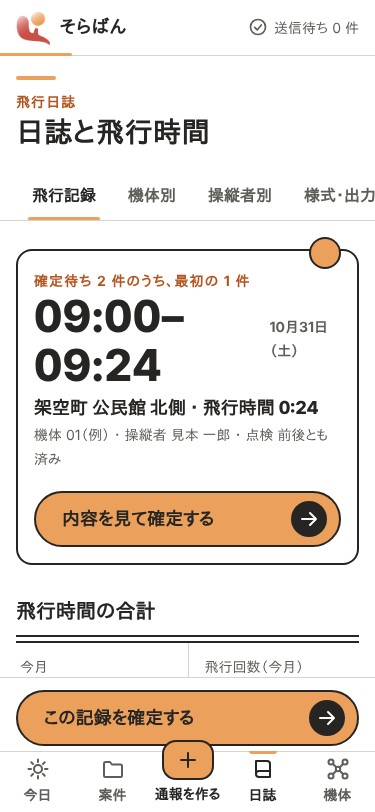 そらばん
送信待ち 0 件
飛行日誌
日誌と飛行時間
飛行記録 機体別 操縦者別 様式・出力
確定待ち 2 件のうち、最初の 1 件
09:00–
09:24
10月31日
（土）
架空町 公民館 北側・飛行時間 0:24
機体 01（例）・操縦者 見本 一郎・点検 前後とも
済み
内容を見て確定する
飛行時間の合計
今月
飛行回数（今月）
この記録を確定する
今日 案件 通報を作る 日誌 機体